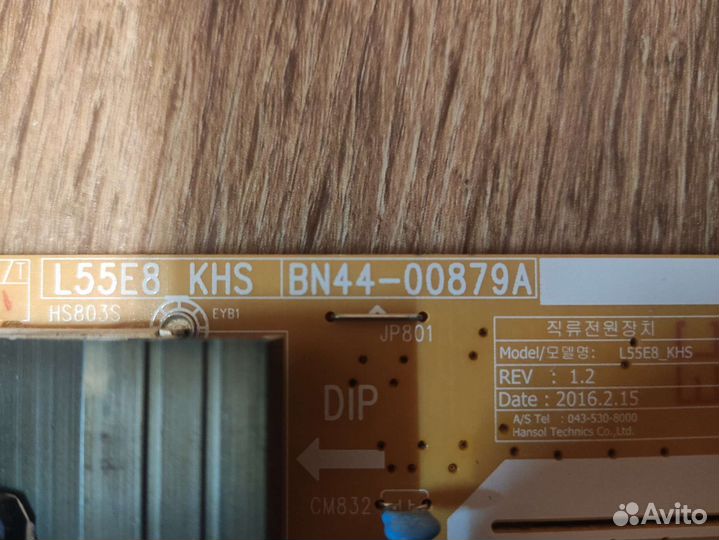 /T
L55E8_KHS
BN44-00879A
HS803S
EYB1
JP801
DIP
CM832
직류전원장치
Model/모델명: L55E8_KHS
REV : 1.2
Date : 2016.2.15
A/S Tel : 043-530-8000
Hansol Technics Co.,Ltd.
Avito